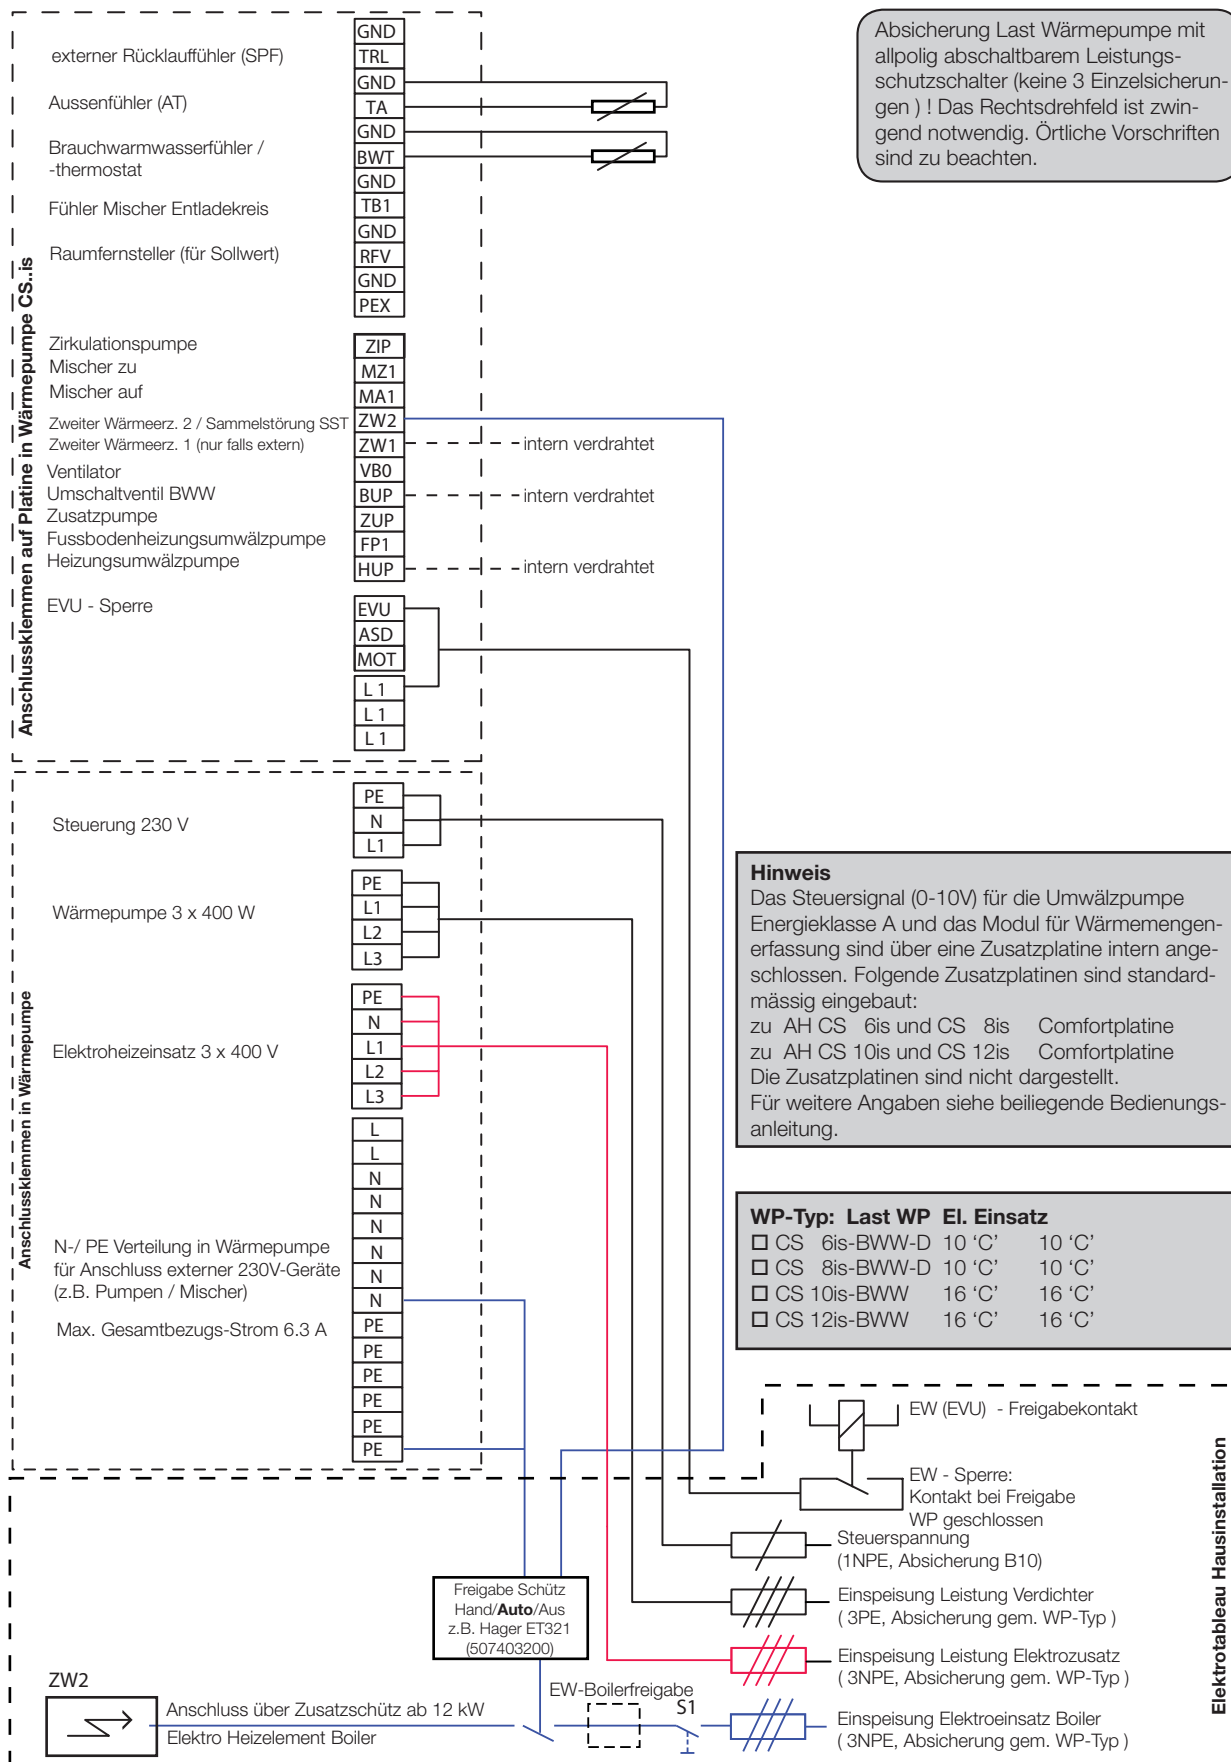 Anschlussklemmen auf Platine in Wärmepumpe CS..is
externer Rücklauffühler (SPF)
Aussenfühler (AT)
Brauchwarmwasserfühler /
-thermostat
Fühler Mischer Entladekreis
Raumfernsteller (für Sollwert)
GND
TRL
GND
TA
GND
BWT
GND
TB1
GND
RFV
GND
PEX
Absicherung Last Wärmepumpe mit
allpolig abschaltbarem Leistungs-
schutzschalter (keine 3 Einzelsicherun-
gen ) ! Das Rechtsdrehfeld ist zwin-
gend notwendig. Örtliche Vorschriften
sind zu beachten.
Zirkulationspumpe
Mischer zu
Mischer auf
Zweiter Wärmeerz. 2 / Sammelstörung SST
Zweiter Wärmeerz. 1 (nur falls extern)
Ventilator
Umschaltventil BWW
Zusatzpumpe
Fussbodenheizungsumwälzpumpe
Heizungsumwälzpumpe
ZIP
MZ1
MA1
ZW2
ZW1
VB0
BUP
ZUP
FP1
HUP
intern verdrahtet
intern verdrahtet
intern verdrahtet
EVU - Sperre
EVU
ASD
MOT
L 1
L 1
L 1
Anschlussklemmen in Wärmepumpe
Steuerung 230 V
PE
N
L1
Wärmepumpe 3 x 400 W
PE
L1
L2
L3
Elektroheizeinsatz 3 x 400 V
PE
N
L1
L2
L3
N-/ PE Verteilung in Wärmepumpe
für Anschluss externer 230V-Geräte
(z.B. Pumpen / Mischer)
Max. Gesamtbezugs-Strom 6.3 A
L
L
N
N
N
N
N
N
PE
PE
PE
PE
PE
PE
Hinweis
Das Steuersignal (0-10V) für die Umwälzpumpe
Energieklasse A und das Modul für Wärmemengen-
erfassung sind über eine Zusatzplatine intern ange-
schlossen. Folgende Zusatzplatinen sind standard-
mässig eingebaut:
zu AH CS 6is und CS 8is Comfortplatine
zu AH CS 10is und CS 12is Comfortplatine
Die Zusatzplatinen sind nicht dargestellt.
Für weitere Angaben siehe beiliegende Bedienungs-
anleitung.
WP-Typ: Last WP El. Einsatz
CS 6is-BWW-D 10 ‘C’ 10 ‘C’
CS 8is-BWW-D 10 ‘C’ 10 ‘C’
CS 10is-BWW 16 ‘C’ 16 ‘C’
CS 12is-BWW 16 ‘C’ 16 ‘C’
Elektrotableau Hausinstallation
EW (EVU) - Freigabekontakt
EW - Sperre:
Kontakt bei Freigabe
WP geschlossen
Steuerspannung
(1NPE, Absicherung B10)
Einspeisung Leistung Verdichter
( 3PE, Absicherung gem. WP-Typ )
Einspeisung Leistung Elektrozusatz
( 3NPE, Absicherung gem. WP-Typ )
Einspeisung Elektroeinsatz Boiler
( 3NPE, Absicherung gem. WP-Typ )
Freigabe Schütz
Hand/Auto/Aus
z.B. Hager ET321
(507403200)
ZW2
Anschluss über Zusatzschütz ab 12 kW
Elektro Heizelement Boiler
EW-Boilerfreigabe
S1